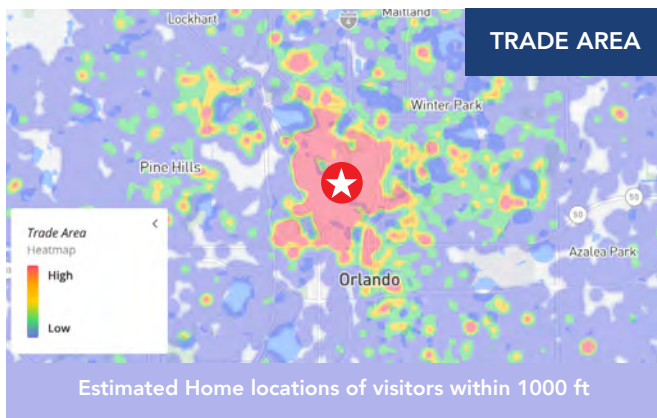 Lockhart
Maitland
4
TRADE AREA
Winter Park
Pine Hills
50
50
Trade Area
Heatmap
High
Low
Azalea Park
Orlando
Estimated Home locations of visitors within 1000 ft